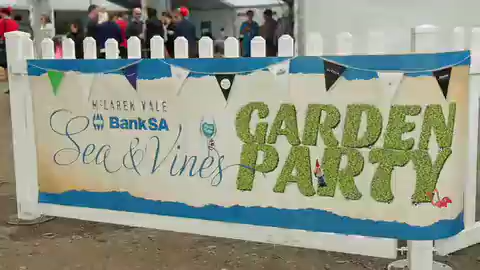 McLAREN VALE
BankSA
Sea & Vines
GARDEN
PARTY